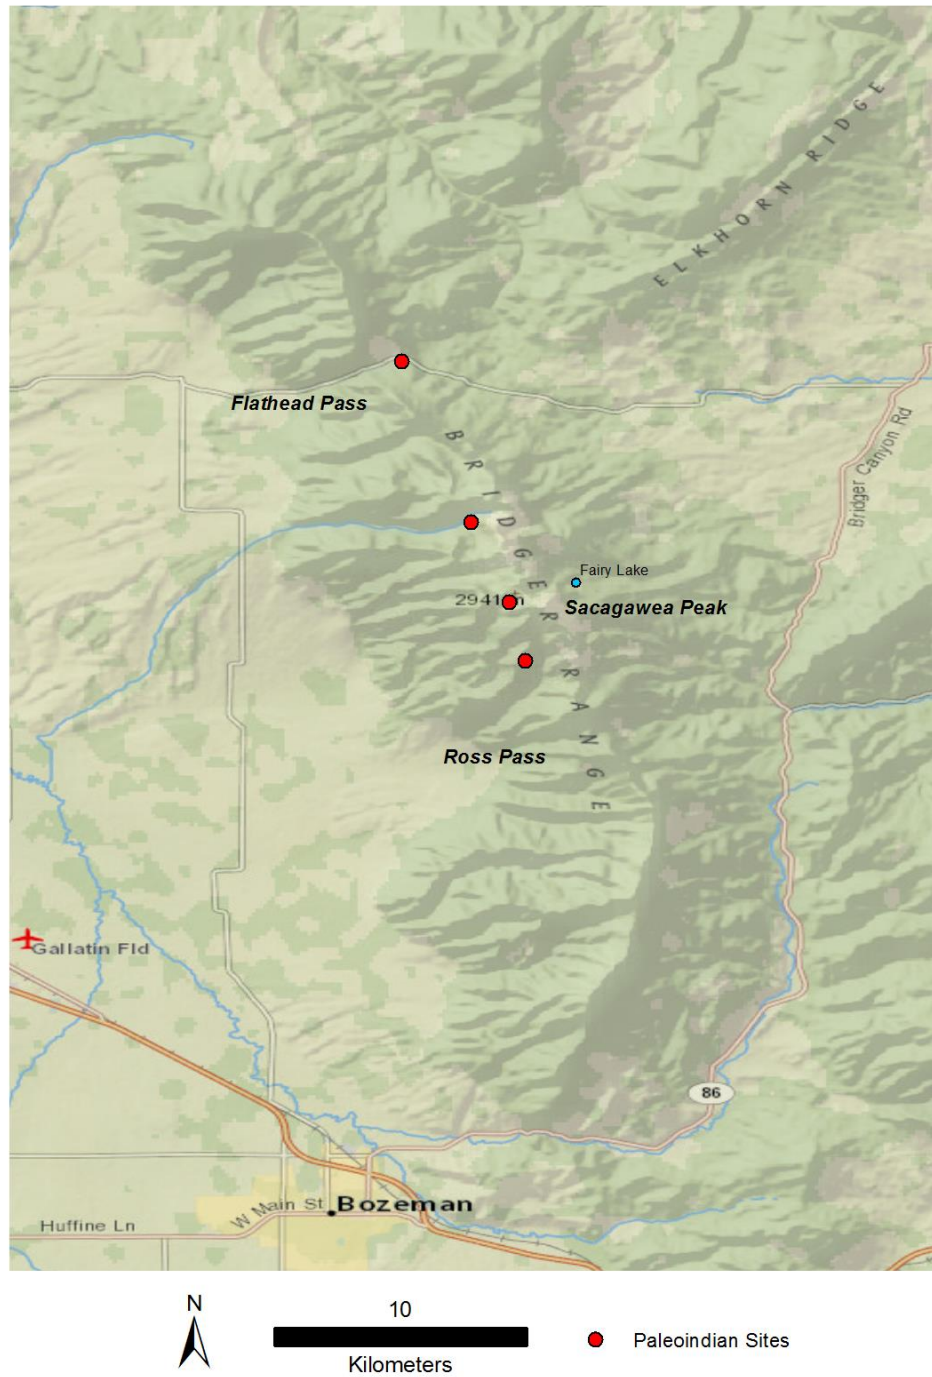 ELKHORN RIDGE
Flathead Pass
BRIDGER RANGE
Bridger Canyon Rd
Fairy Lake
Sacagawea Peak
Ross Pass
Gallatin Fld
86
W Main St
Bozeman
Huffine Ln
N
10
Kilometers
Paleoindian Sites